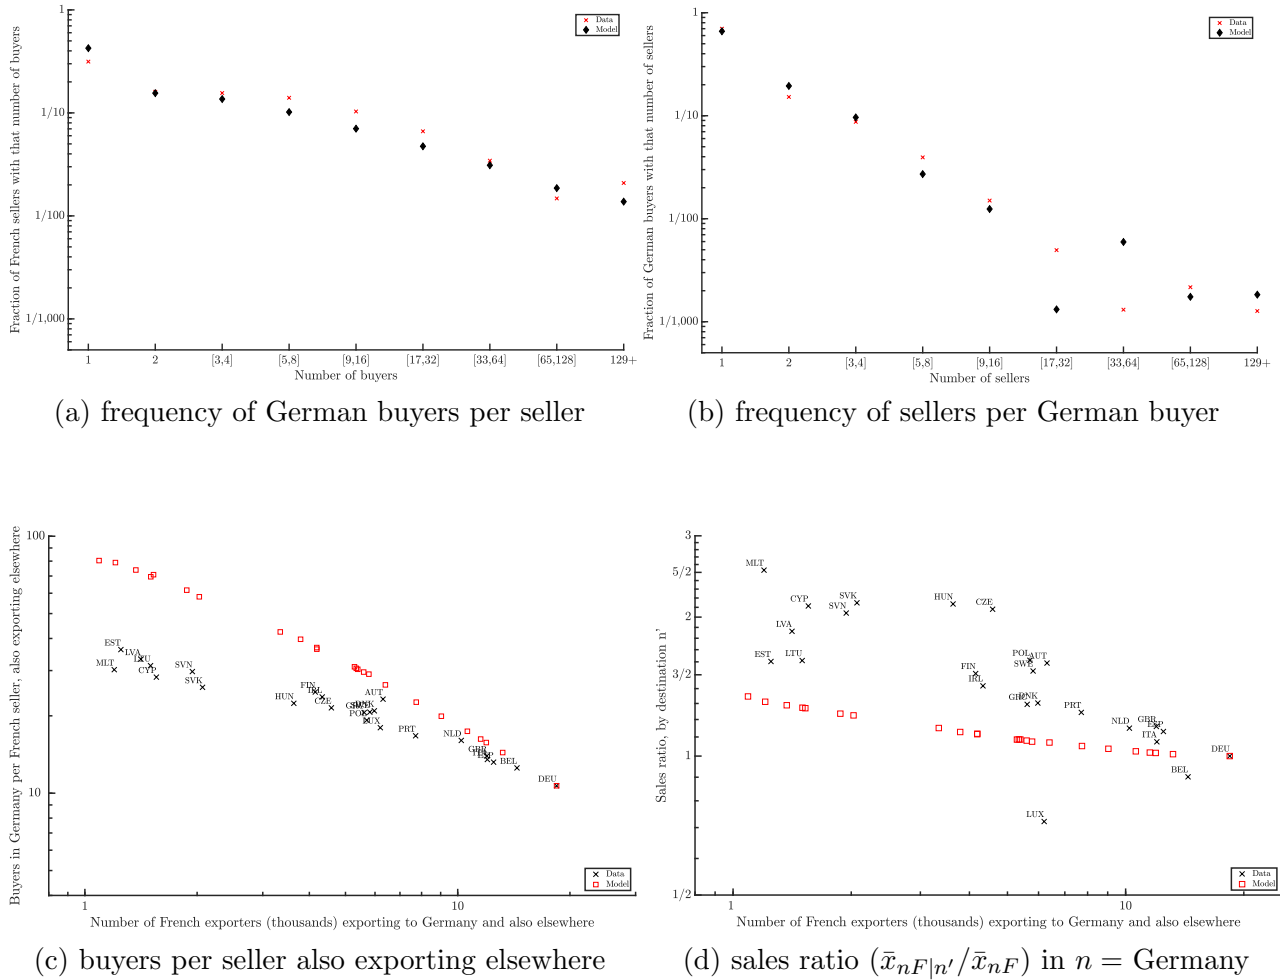 1
1/10
1/100
1/1,000
Fraction of French sellers with that number of buyers
Data
Model
1 2 [3,4] [5,8] [9,16] [17,32] [33,64] [65,128] 129+
Number of buyers
(a) frequency of German buyers per seller
1
1/10
1/100
1/1,000
Fraction of German buyers with that number of sellers
Data
Model
1 2 [3,4] [5,8] [9,16] [17,32] [33,64] [65,128] 129+
Number of sellers
(b) frequency of sellers per German buyer
100
10
Buyers in Germany per French seller, also exporting elsewhere
EST
LVA
LTU
MLT
CYP
SVN
SVK
HUN
FIN
IRL
CZE
AUT
DNK
POL
LUX
PRT
NLD
GBR
ESP
BEL
DEU
Data
Model
1 10
Number of French exporters (thousands) exporting to Germany and also elsewhere
(c) buyers per seller also exporting elsewhere
3
5/2
2
3/2
1
1/2
Sales ratio, by destination n'
MLT
CYP
SVK
SVN
HUN
CZE
LVA
EST
LTU
POL
AUT
FIN
SWE
IRL
GRC
DNK
PRT
NLD
GBR
ESP
ITA
DEU
BEL
LUX
Data
Model
1 10
Number of French exporters (thousands) exporting to Germany and also elsewhere
(d) sales ratio (x̄nF|n′/x̄nF) in n = Germany